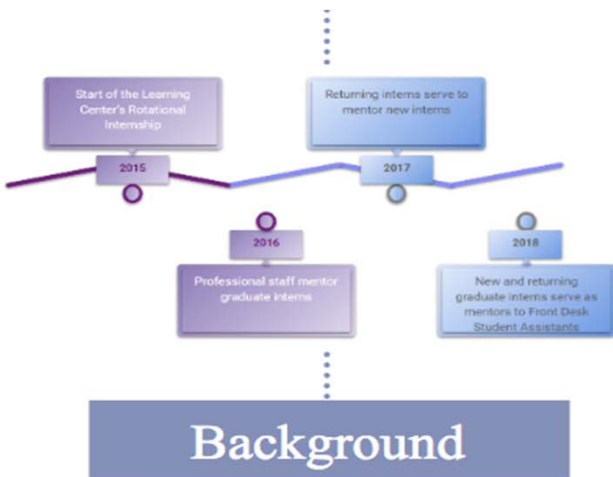 Start of the Learning
Center's Rotational
Internship
2015
Returning interns serve to
mentor new interns
2017
2016
Professional staff mentor
graduate interns
2018
New and returning
graduate interns serve as
mentors to Front Desk
Student Assistants
Background